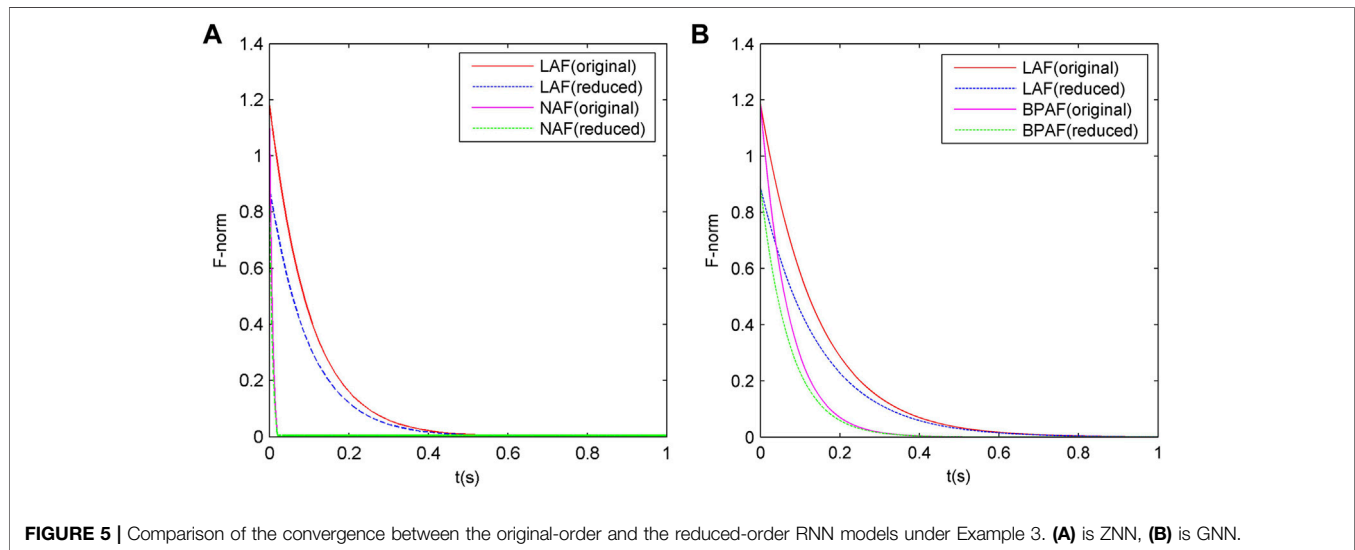 A
1.4
1.2
1
0.8
0.6
0.4
0.2
0
F-norm
LAF(original)
LAF(reduced)
NAF(original)
NAF(reduced)
0 0.2 0.4 0.6 0.8 1
t(s)
B
1.4
1.2
1
0.8
0.6
0.4
0.2
0
F-norm
LAF(original)
LAF(reduced)
BPAF(original)
BPAF(reduced)
0 0.2 0.4 0.6 0.8 1
t(s)
FIGURE 5 | Comparison of the convergence between the original-order and the reduced-order RNN models under Example 3. (A) is ZNN, (B) is GNN.